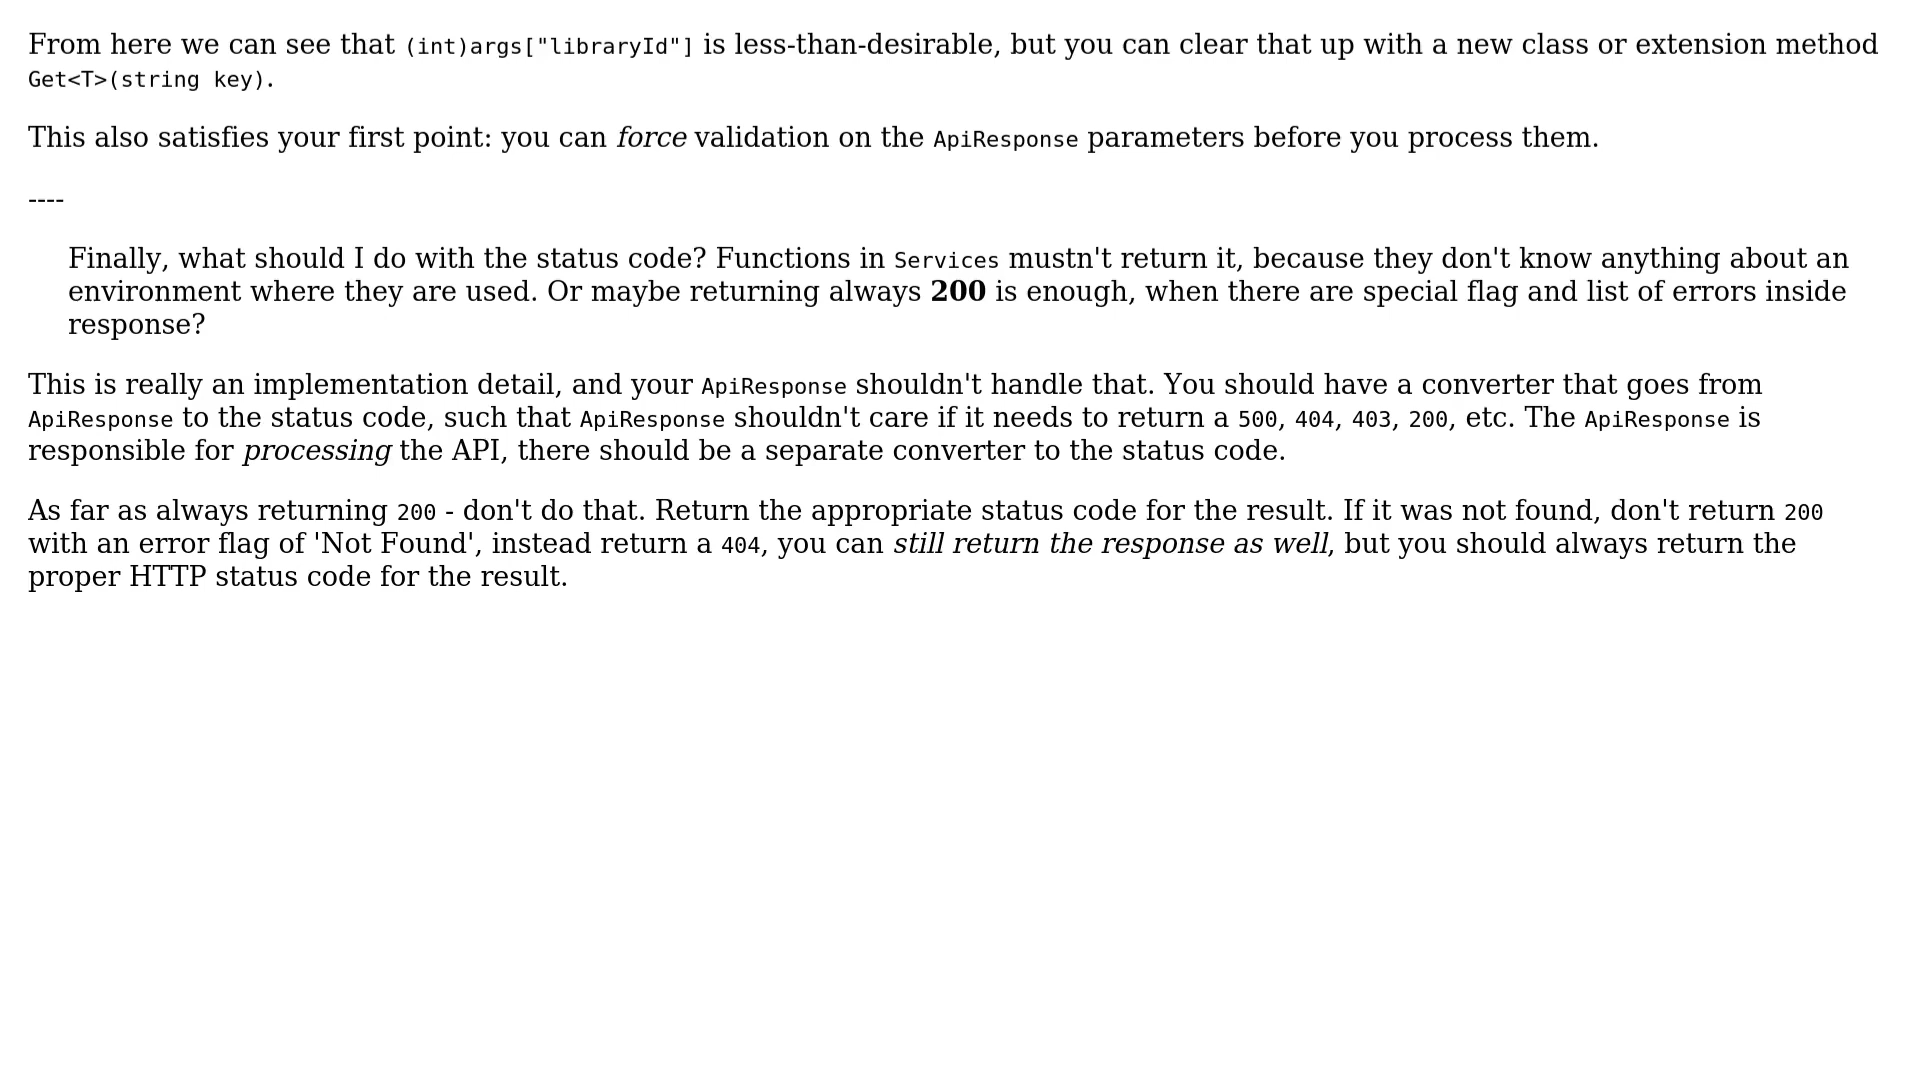 From here we can see that (int)args["libraryId"] is less-than-desirable, but you can clear that up with a new class or extension method
Get<T>(string key).
This also satisfies your first point: you can force validation on the ApiResponse parameters before you process them.
----
Finally, what should I do with the status code? Functions in Services mustn't return it, because they don't know anything about an
environment where they are used. Or maybe returning always 200 is enough, when there are special flag and list of errors inside
response?
This is really an implementation detail, and your ApiResponse shouldn't handle that. You should have a converter that goes from
ApiResponse to the status code, such that ApiResponse shouldn't care if it needs to return a 500, 404, 403, 200, etc. The ApiResponse is
responsible for processing the API, there should be a separate converter to the status code.
As far as always returning 200 - don't do that. Return the appropriate status code for the result. If it was not found, don't return 200
with an error flag of 'Not Found', instead return a 404, you can still return the response as well, but you should always return the
proper HTTP status code for the result.